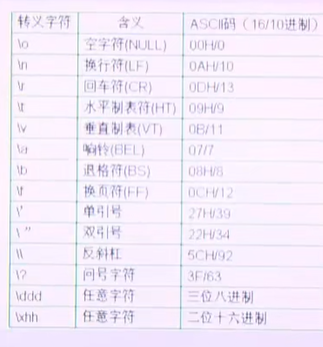 转义字符 含义 ASCII码（16/10进制）
\o 空字符(NULL) 00H/0
\n 换行符(LF) 0AH/10
\r 回车符(CR) 0DH/13
\t 水平制表符(HT) 09H/9
\v 垂直制表(VT) 0B/11
\a 响铃(BEL) 07/7
\b 退格符(BS) 08H/8
\f 换页符(FF) 0CH/12
\' 单引号 27H/39
\" 双引号 22H/34
\\ 反斜杠 5CH/92
\? 问号字符 3F/63
\ddd 任意字符 三位八进制
\xhh 任意字符 二位十六进制